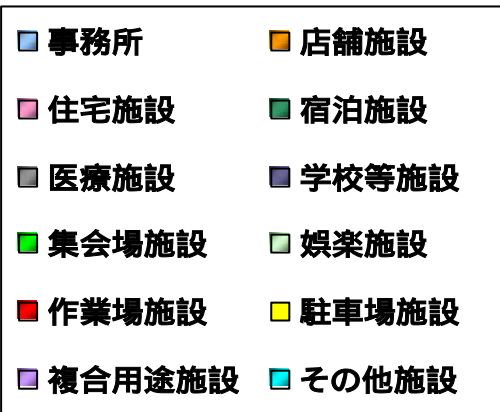 事務所 店舗施設
住宅施設 宿泊施設
医療施設 学校等施設
集会場施設 娯楽施設
作業場施設 駐車場施設
複合用途施設 その他施設